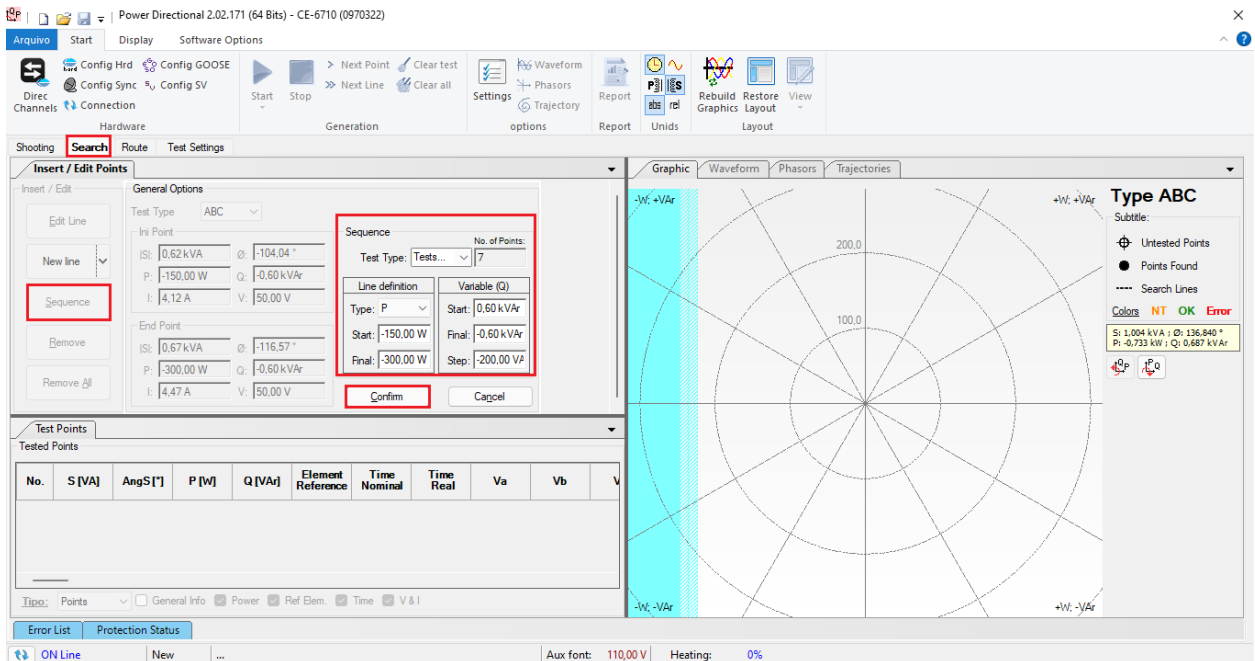 Power Directional 2.02.171 (64 Bits) - CE-6710 (0970322)
Arquivo Start Display Software Options
Config Hrd Config GOOSE
Config Sync Config SV
Connection
Direc Channels
Hardware
Start Stop
Next Point Clear test
Next Line Clear all
Generation
Settings
Waveform
Phasors
Trajectory
options
Report
Report
abs rel
Unids
Rebuild Graphics
Restore Layout
View
Layout
Shooting Search Route Test Settings
Insert / Edit Points
Insert / Edit
Edit Line
New line
Sequence
Remove
Remove All
General Options
Test Type ABC
Ini Point
|S|: 0,62 kVA Ø: -104,04 °
P: -150,00 W Q: -0,60 kVAr
I: 4,12 A V: 50,00 V
End Point
|S|: 0,67 kVA Ø: -116,57 °
P: -300,00 W Q: -0,60 kVAr
I: 4,47 A V: 50,00 V
Sequence
No. of Points:
Test Type: Tests... 7
Line definition Variable (Q)
Type: P Start: 0,60 kVAr
Start: -150,00 W Final: -0,60 kVAr
Final: -300,00 W Step: -200,00 VA
Confirm Cancel
Test Points
Tested Points
No. S [VA] AngS [°] P [W] Q [VAr] Element Reference Time Nominal Time Real Va Vb V
Tipo: Points General Info Power Ref Elem. Time V & I
Graphic Waveform Phasors Trajectories
-W; +VAr +W; +VAr
200,0
100,0
-W; -VAr +W; -VAr
Type ABC
Subtitle:
Untested Points
Points Found
Search Lines
Colors NT OK Error
S: 1,004 kVA ; Ø: 136,840 °
P: -0,733 kW ; Q: 0,687 kVAr
Error List Protection Status
ON Line New ... Aux font: 110,00 V Heating: 0%